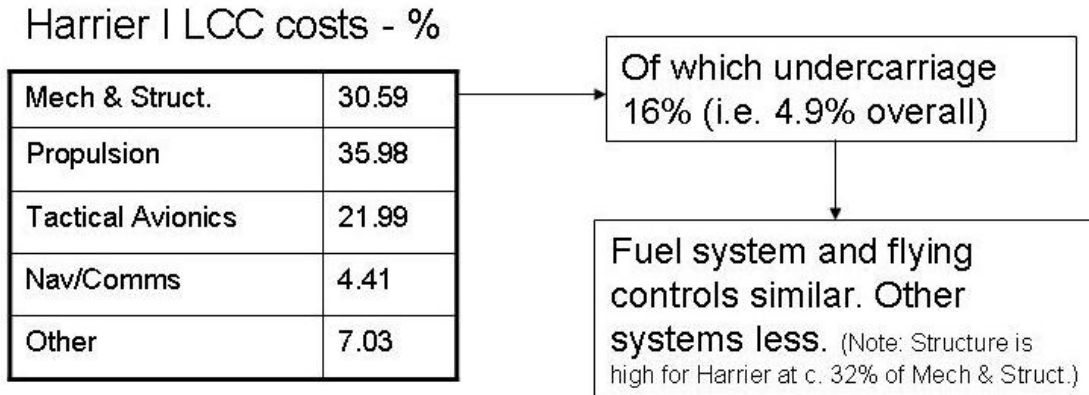 Harrier I LCC costs - %
Mech & Struct. 30.59
Propulsion 35.98
Tactical Avionics 21.99
Nav/Comms 4.41
Other 7.03
Of which undercarriage
16% (i.e. 4.9% overall)
Fuel system and flying
controls similar. Other
systems less. (Note: Structure is
high for Harrier at c. 32% of Mech & Struct.)